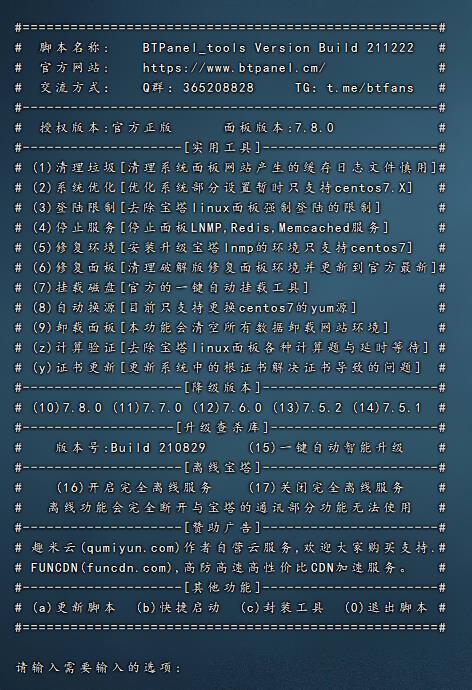 #===================================================#
#  脚本名称:    BTPanel_tools Version Build 211222  #
#  官方网站:    https://www.btpanel.cm/  #
#  交流方式:    Q群: 365208828     TG: t.me/btfans  #
#---------------------------------------------------#
#  授权版本:官方正版      面板版本:7.8.0  #
#--------------------[实用工具]---------------------#
# (1)清理垃圾[清理系统面板网站产生的缓存日志文件慎用]#
# (2)系统优化[优化系统部分设置暂时只支持centos7.X] #
# (3)登陆限制[去除宝塔linux面板强制登陆的限制] #
# (4)停止服务[停止面板LNMP,Redis,Memcached服务] #
# (5)修复环境[安装升级宝塔lnmp的环境只支持centos7] #
# (6)修复面板[清理破解版修复面板环境并更新到官方最新]#
# (7)挂载磁盘[官方的一键自动挂载工具] #
# (8)自动换源[目前只支持更换centos7的yum源] #
# (9)卸载面板[本功能会清空所有数据卸载网站环境] #
# (z)计算验证[去除宝塔linux面板各种计算题与延时等待] #
# (y)证书更新[更新系统中的根证书解决证书导致的问题] #
#--------------------[降级版本]---------------------#
# (10)7.8.0 (11)7.7.0 (12)7.6.0 (13)7.5.2 (14)7.5.1 #
#-------------------[升级查杀库]--------------------#
#    版本号:Build 210829     (15)一键自动智能升级    #
#--------------------[离线宝塔]---------------------#
#    (16)开启完全离线服务    (17)关闭完全离线服务    #
#   离线功能会完全断开与宝塔的通讯部分功能无法使用   #
#--------------------[赞助广告]---------------------#
# 趣米云(qumiyun.com)作者自营云服务,欢迎大家购买支持.#
# FUNCDN(funcdn.com),高防高速高性价比CDN加速服务。 #
#--------------------[其他功能]---------------------#
# (a)更新脚本  (b)快捷启动  (c)封装工具  (0)退出脚本 #
#===================================================#
请输入需要输入的选项: